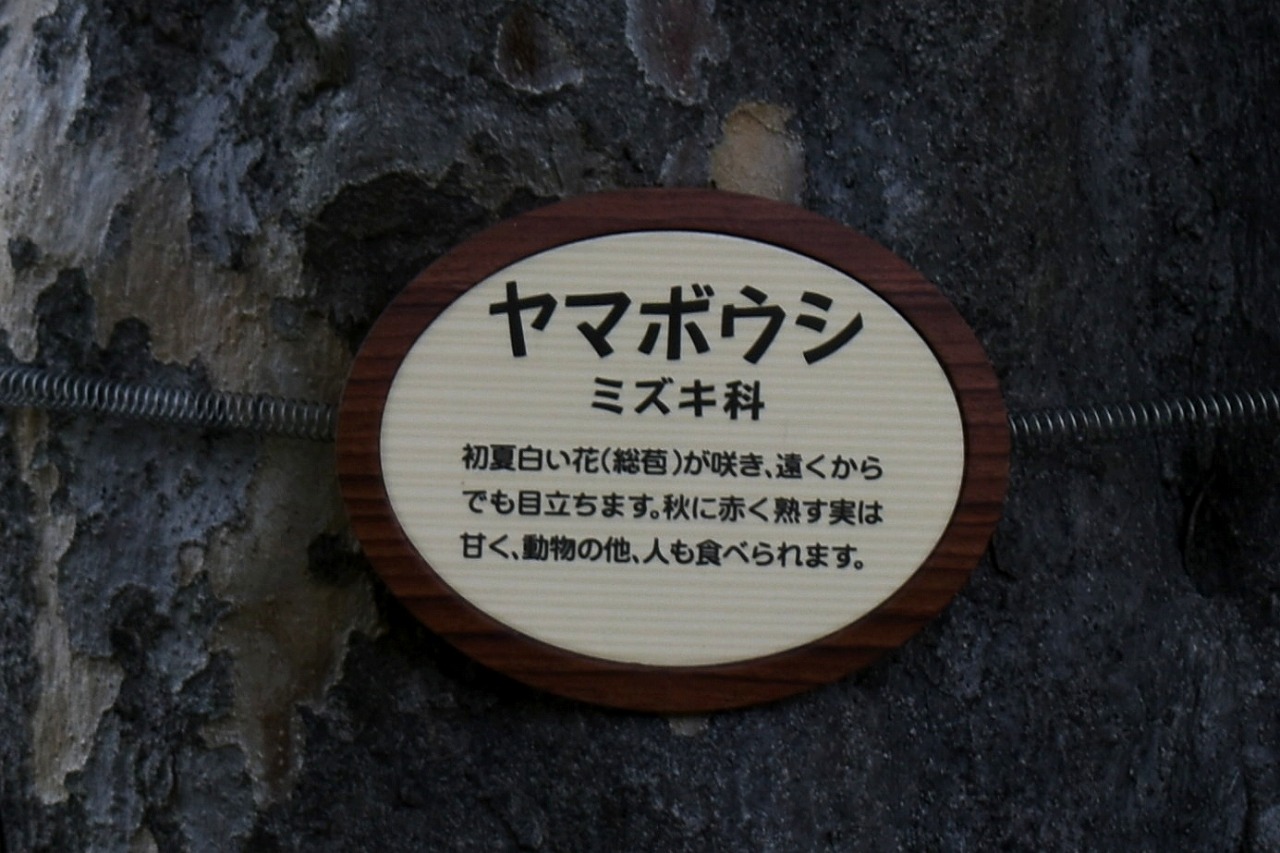 ヤマボウシ
ミズキ科
初夏白い花(総苞)が咲き、遠くから
でも目立ちます。秋に赤く熟す実は
甘く、動物の他、人も食べられます。